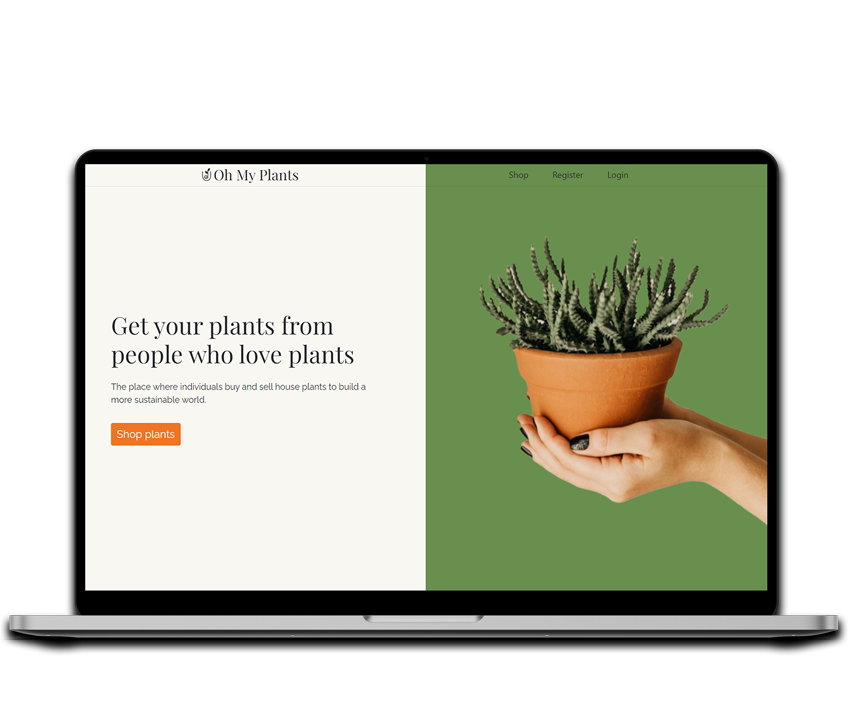 Oh My Plants
Shop Register Login
Get your plants from
people who love plants
The place where individuals buy and sell house plants to build a
more sustainable world.
Shop plants